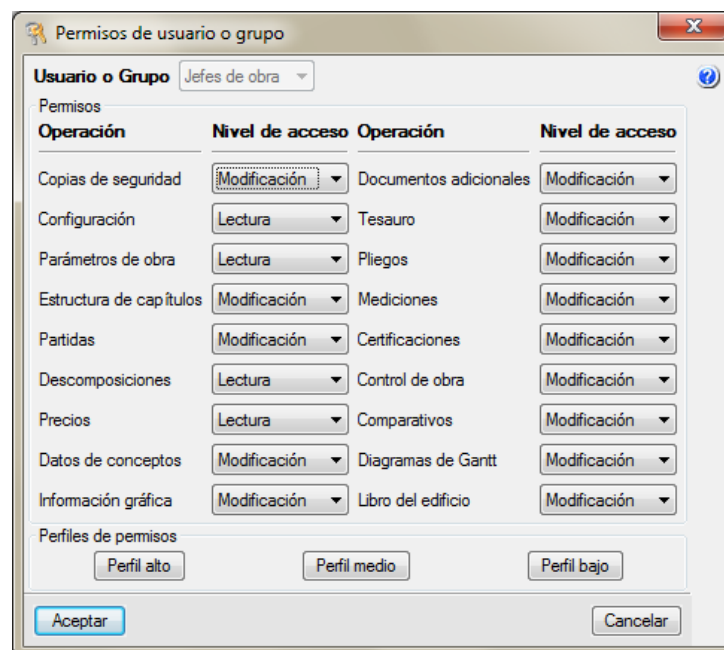 Permisos de usuario o grupo
Usuario o Grupo Jefes de obra
Permisos
Operación Nivel de acceso Operación Nivel de acceso
Copias de seguridad Modificación Documentos adicionales Modificación
Configuración Lectura Tesauro Modificación
Parámetros de obra Lectura Pliegos Modificación
Estructura de capítulos Modificación Mediciones Modificación
Partidas Modificación Certificaciones Modificación
Descomposiciones Lectura Control de obra Modificación
Precios Lectura Comparativos Modificación
Datos de conceptos Modificación Diagramas de Gantt Modificación
Información gráfica Modificación Libro del edificio Modificación
Perfiles de permisos
Perfil alto Perfil medio Perfil bajo
Aceptar Cancelar